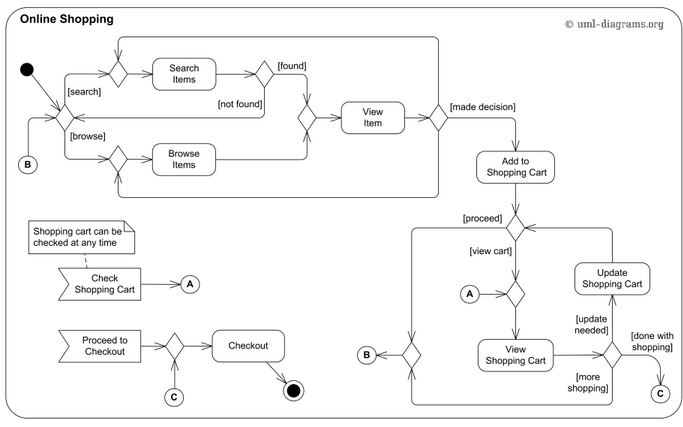 Online Shopping
© uml-diagrams.org
Search
Items
[found]
[search]
[not found]
View
Item
[made decision]
B
[browse]
Browse
Items
Add to
Shopping Cart
Shopping cart can be
checked at any time
[proceed]
[view cart]
Check
Shopping Cart
A
A
Update
Shopping Cart
[update
needed]
[done with
shopping]
Proceed to
Checkout
Checkout
B
View
Shopping Cart
[more
shopping]
C
C